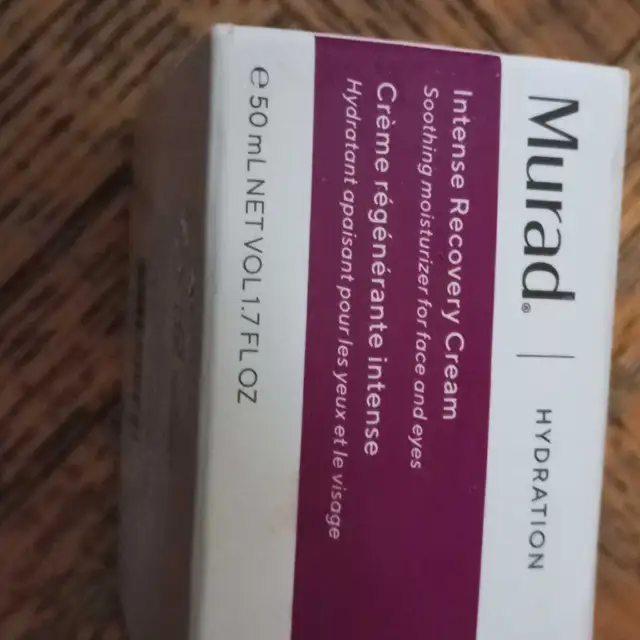 Murad® | HYDRATION
Intense Recovery Cream
Soothing moisturizer for face and eyes
Crème régénérante intense
Hydratant apaisant pour les yeux et le visage
℮ 50 mL NET VOL 1.7 FL OZ